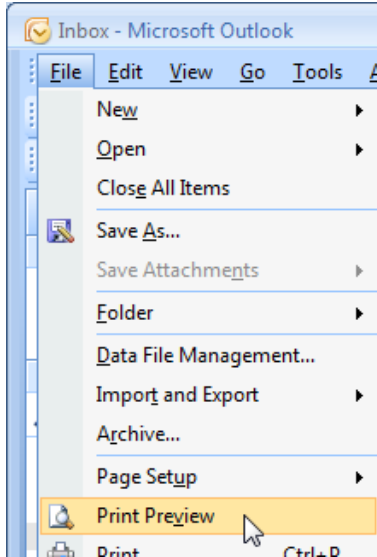 Inbox - Microsoft Outlook
File Edit View Go Tools A
New
Open
Close All Items
Save As...
Save Attachments
Folder
Data File Management...
Import and Export
Archive...
Page Setup
Print Preview
Print Ctrl+P